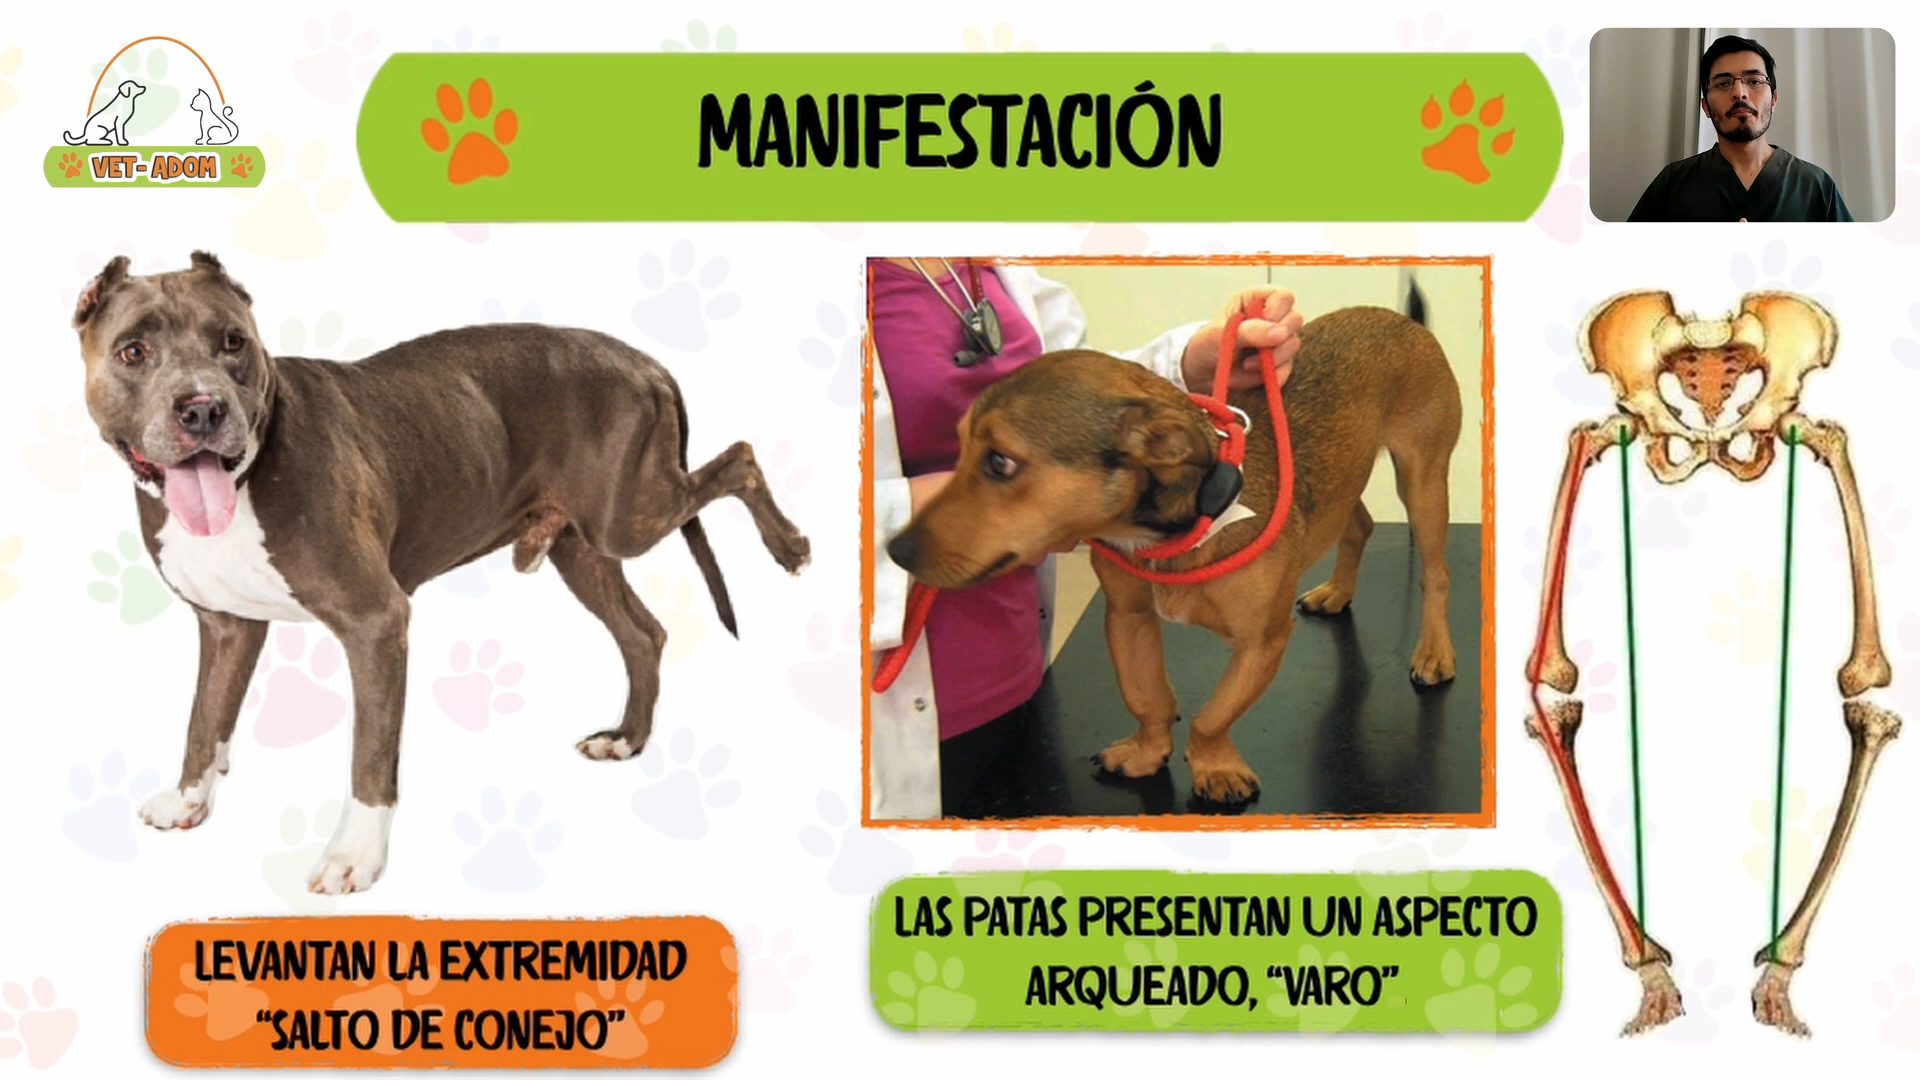 VET-ADOM
MANIFESTACIÓN
LEVANTAN LA EXTREMIDAD
“SALTO DE CONEJO”
LAS PATAS PRESENTAN UN ASPECTO
ARQUEADO, “VARO”